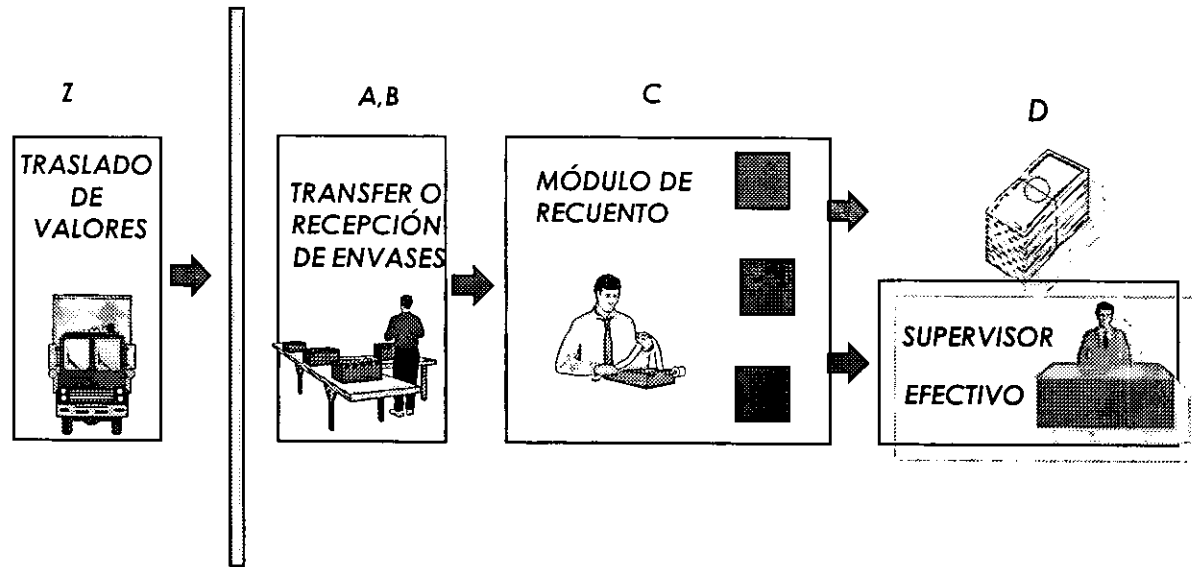 Z
TRASLADO
DE
VALORES
A,B
TRANSFER O
RECEPCIÓN
DE ENVASES
C
MÓDULO DE
RECUENTO
D
SUPERVISOR
EFECTIVO